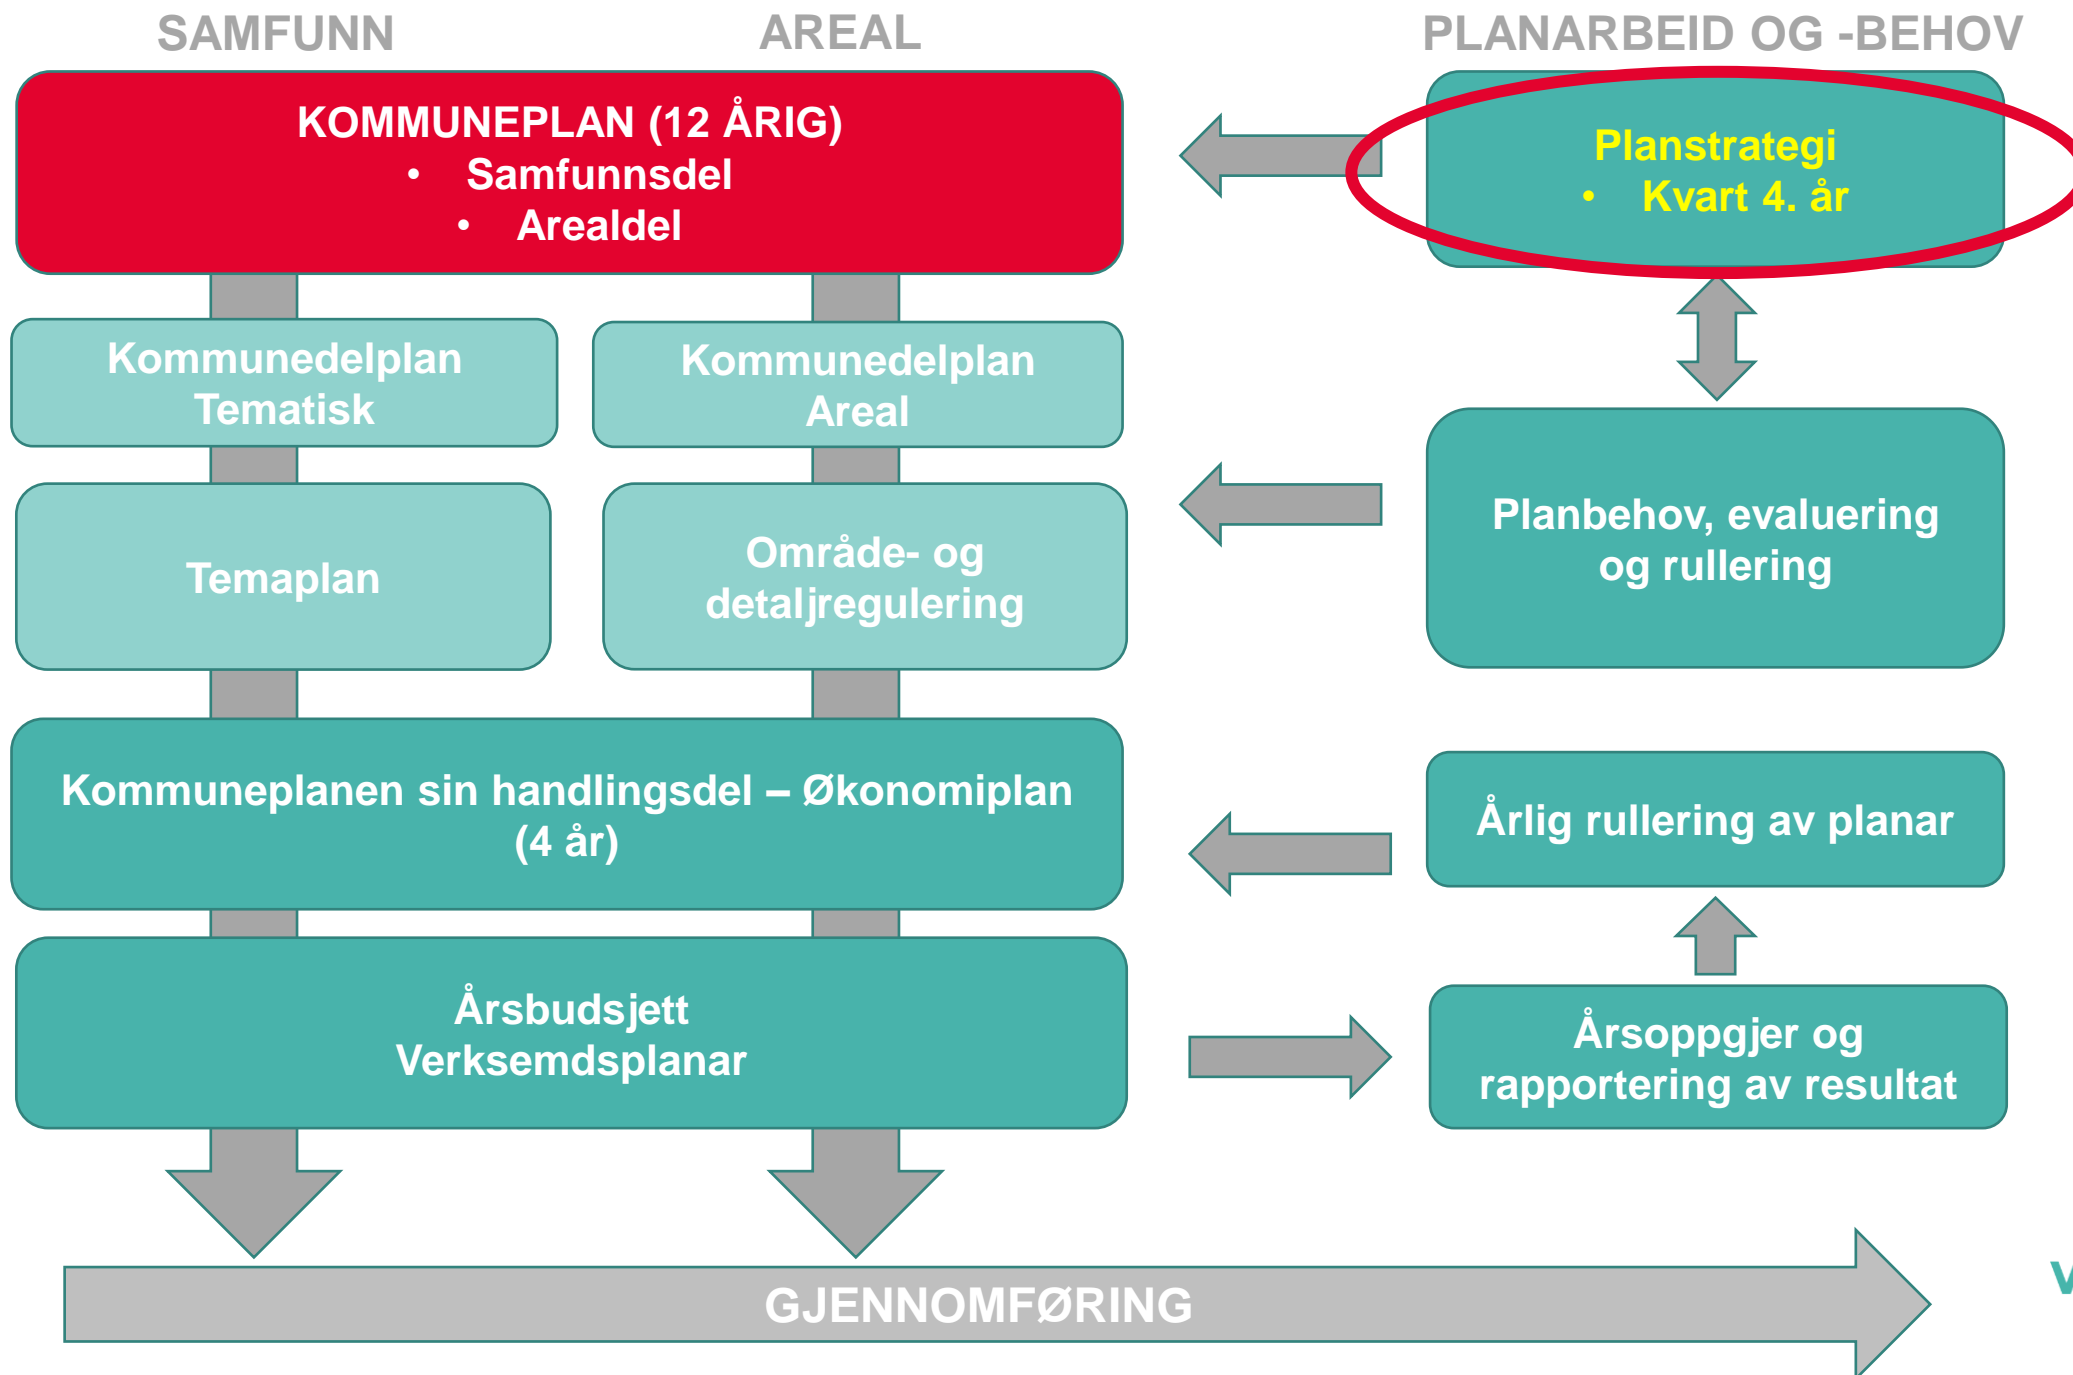 SAMFUNN
AREAL
PLANARBEID OG -BEHOV
KOMMUNEPLAN (12 ÅRIG)
• Samfunnsdel
• Arealdel
Planstrategi
• Kvart 4. år
Kommunedelplan
Tematisk
Kommunedelplan
Areal
Temaplan
Område- og
detaljregulering
Planbehov, evaluering
og rullering
Kommuneplanen sin handlingsdel – Økonomiplan
(4 år)
Årlig rullering av planar
Årsbudsjett
Verksemdsplanar
Årsoppgjer og
rapportering av resultat
GJENNOMFØRING